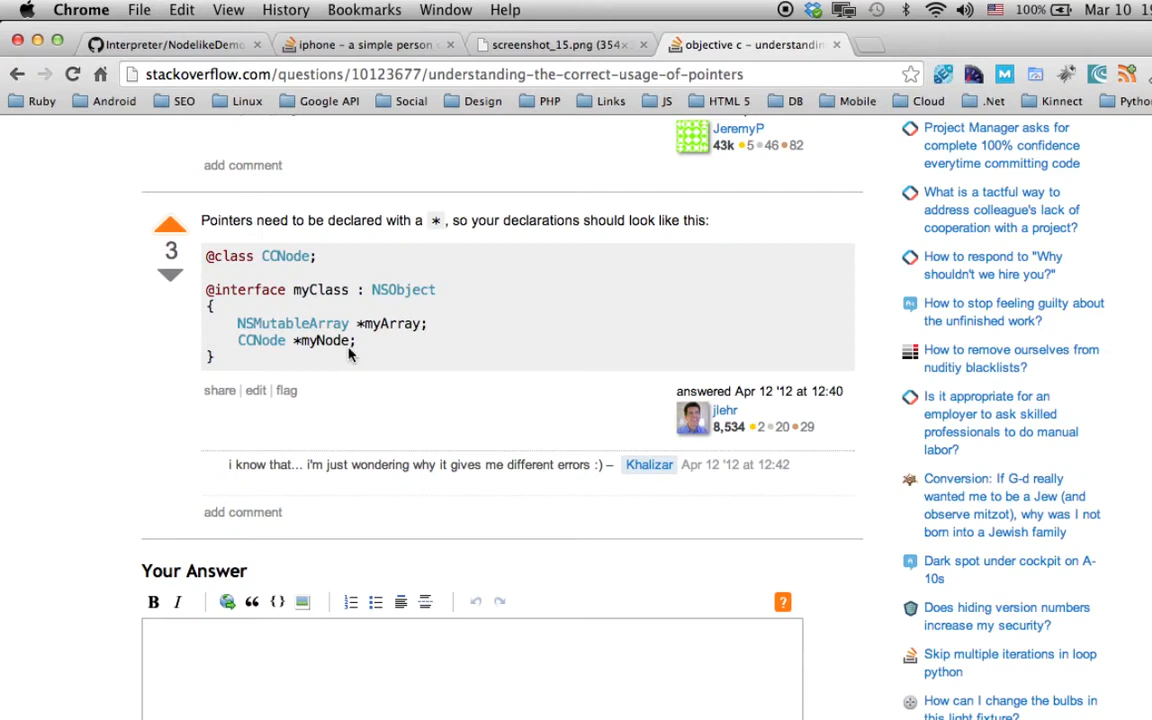 Chrome File Edit View History Bookmarks Window Help 100% Mar 10
Interpreter/NodelikeDemo
iphone – a simple person
screenshot_15.png (354×
objective c – understandin
stackoverflow.com/questions/10123677/understanding-the-correct-usage-of-pointers
Ruby Android SEO Linux Google API Social Design PHP Links JS HTML 5 DB Mobile Cloud .Net Kinnect Pytho
JeremyP
43k 5 46 82
add comment
3
Pointers need to be declared with a * , so your declarations should look like this:
@class CCNode;
@interface myClass : NSObject
{
NSMutableArray *myArray;
CCNode *myNode;
}
share | edit | flag
answered Apr 12 '12 at 12:40
jlehr
8,534 2 20 29
i know that... i'm just wondering why it gives me different errors :) – Khalizar Apr 12 '12 at 12:42
add comment
Your Answer
B I
?
Project Manager asks for
complete 100% confidence
everytime committing code
What is a tactful way to
address colleague's lack of
cooperation with a project?
How to respond to "Why
shouldn't we hire you?"
How to stop feeling guilty about
the unfinished work?
How to remove ourselves from
nuditiy blacklists?
Is it appropriate for an
employer to ask skilled
professionals to do manual
labor?
Conversion: If G-d really
wanted me to be a Jew (and
observe mitzot), why was I not
born into a Jewish family
Dark spot under cockpit on A-
10s
Does hiding version numbers
increase my security?
Skip multiple iterations in loop
python
How can I change the bulbs in
this light fixture?